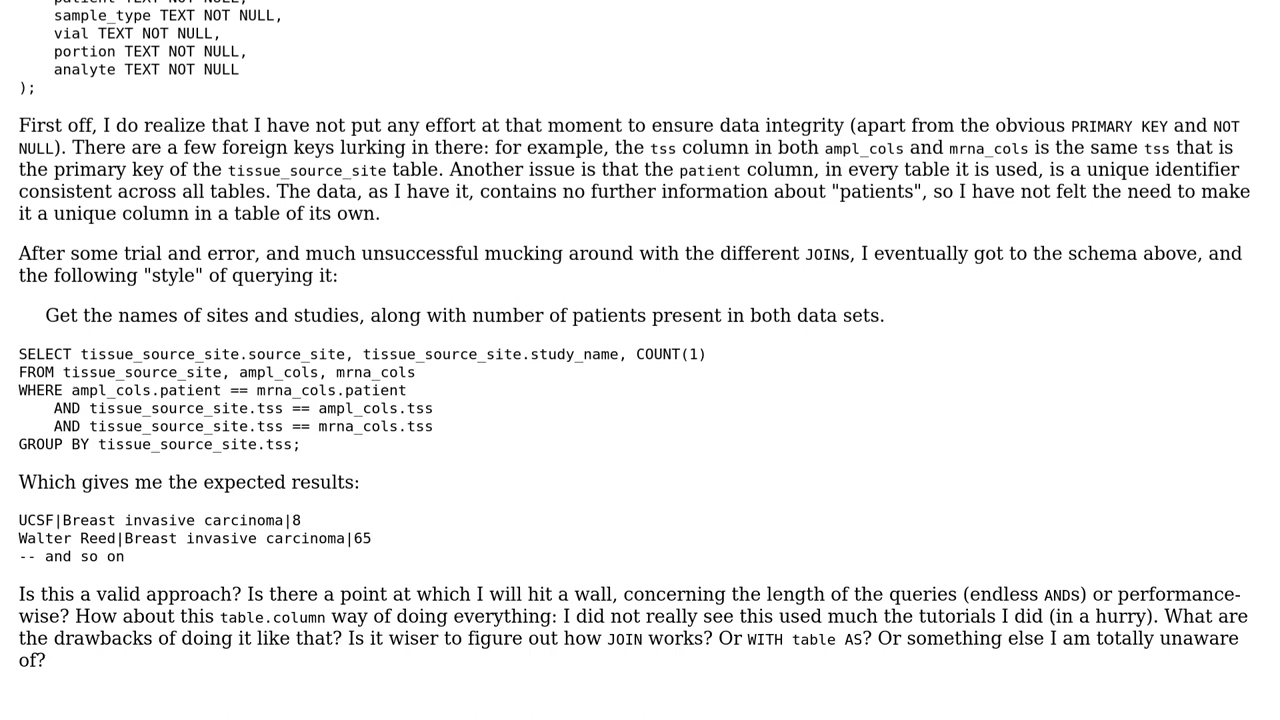 patient TEXT NOT NULL,
sample_type TEXT NOT NULL,
vial TEXT NOT NULL,
portion TEXT NOT NULL,
analyte TEXT NOT NULL
);
First off, I do realize that I have not put any effort at that moment to ensure data integrity (apart from the obvious PRIMARY KEY and NOT
NULL). There are a few foreign keys lurking in there: for example, the tss column in both ampl_cols and mrna_cols is the same tss that is
the primary key of the tissue_source_site table. Another issue is that the patient column, in every table it is used, is a unique identifier
consistent across all tables. The data, as I have it, contains no further information about "patients", so I have not felt the need to make
it a unique column in a table of its own.
After some trial and error, and much unsuccessful mucking around with the different JOINs, I eventually got to the schema above, and
the following "style" of querying it:
Get the names of sites and studies, along with number of patients present in both data sets.
SELECT tissue_source_site.source_site, tissue_source_site.study_name, COUNT(1)
FROM tissue_source_site, ampl_cols, mrna_cols
WHERE ampl_cols.patient == mrna_cols.patient
AND tissue_source_site.tss == ampl_cols.tss
AND tissue_source_site.tss == mrna_cols.tss
GROUP BY tissue_source_site.tss;
Which gives me the expected results:
UCSF|Breast invasive carcinoma|8
Walter Reed|Breast invasive carcinoma|65
-- and so on
Is this a valid approach? Is there a point at which I will hit a wall, concerning the length of the queries (endless ANDS) or performance-
wise? How about this table.column way of doing everything: I did not really see this used much the tutorials I did (in a hurry). What are
the drawbacks of doing it like that? Is it wiser to figure out how JOIN works? Or WITH table AS? Or something else I am totally unaware
of?